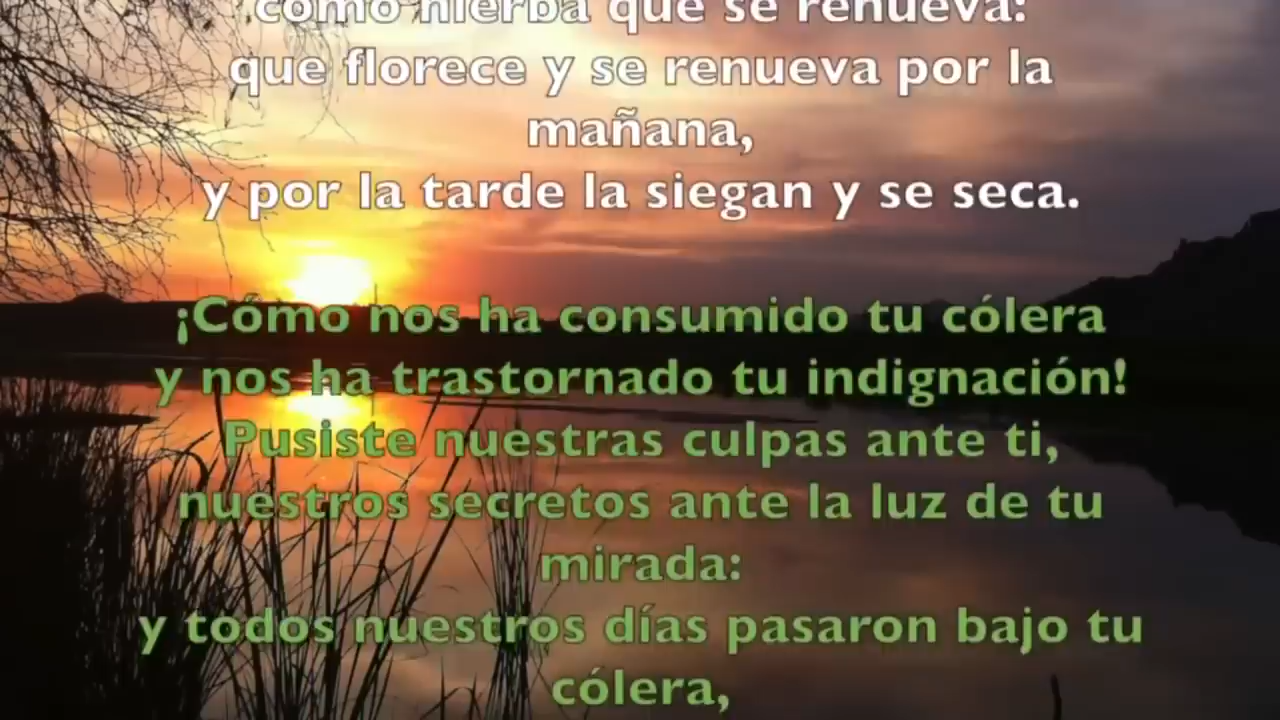 como hierba que se renueva:
que florece y se renueva por la
mañana,
y por la tarde la siegan y se seca.
¡Cómo nos ha consumido tu cólera
y nos ha trastornado tu indignación!
Pusiste nuestras culpas ante ti,
nuestros secretos ante la luz de tu
mirada:
y todos nuestros días pasaron bajo tu
cólera,